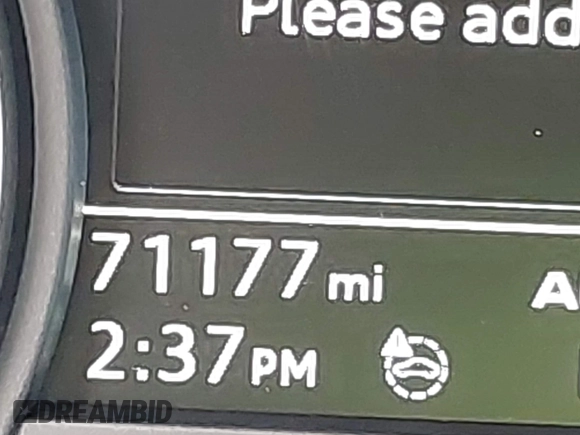 Please add
71177 mi
2:37 PM
DREAMBID